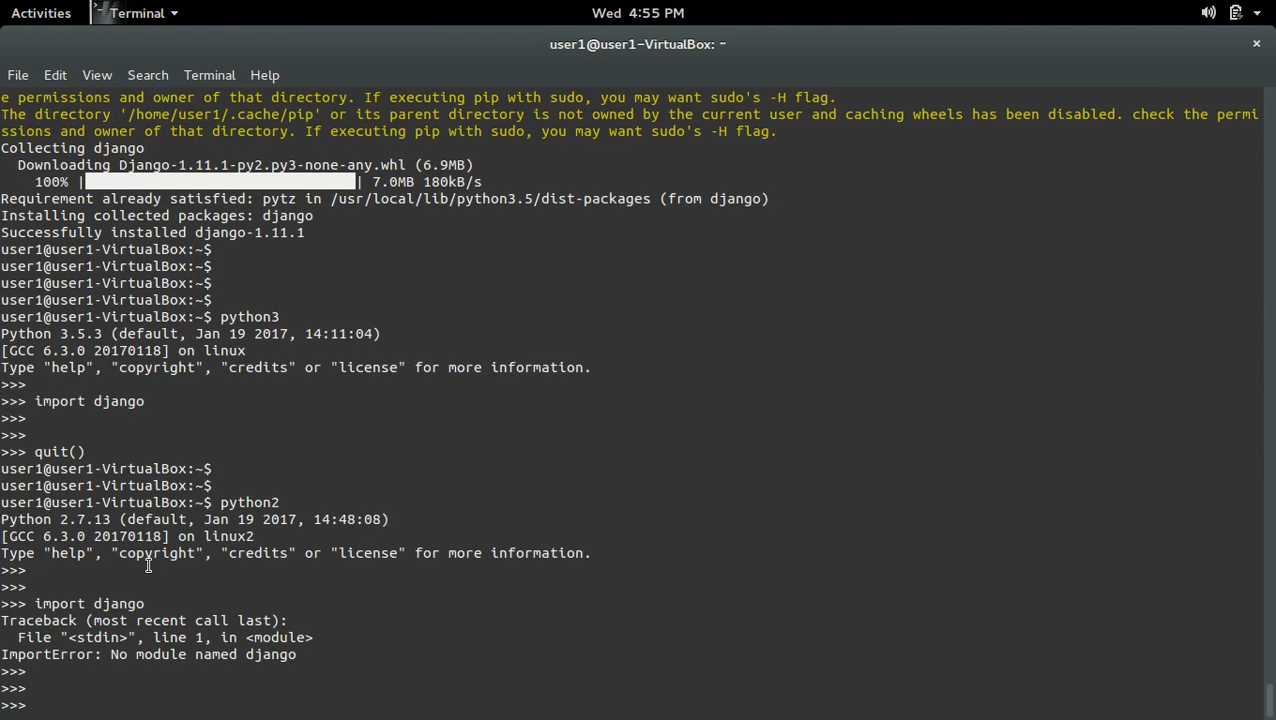 Activities Terminal Wed 4:55 PM
user1@user1-VirtualBox: ~ ×
File Edit View Search Terminal Help
e permissions and owner of that directory. If executing pip with sudo, you may want sudo's -H flag.
The directory '/home/user1/.cache/pip' or its parent directory is not owned by the current user and caching wheels has been disabled. check the permi
ssions and owner of that directory. If executing pip with sudo, you may want sudo's -H flag.
Collecting django
  Downloading Django-1.11.1-py2.py3-none-any.whl (6.9MB)
    100% |████████████████████████████████| 7.0MB 180kB/s
Requirement already satisfied: pytz in /usr/local/lib/python3.5/dist-packages (from django)
Installing collected packages: django
Successfully installed django-1.11.1
user1@user1-VirtualBox:~$
user1@user1-VirtualBox:~$
user1@user1-VirtualBox:~$
user1@user1-VirtualBox:~$
user1@user1-VirtualBox:~$ python3
Python 3.5.3 (default, Jan 19 2017, 14:11:04)
[GCC 6.3.0 20170118] on linux
Type "help", "copyright", "credits" or "license" for more information.
>>>
>>> import django
>>>
>>>
>>> quit()
user1@user1-VirtualBox:~$
user1@user1-VirtualBox:~$
user1@user1-VirtualBox:~$ python2
Python 2.7.13 (default, Jan 19 2017, 14:48:08)
[GCC 6.3.0 20170118] on linux2
Type "help", "copyright", "credits" or "license" for more information.
>>>
>>>
>>> import django
Traceback (most recent call last):
  File "<stdin>", line 1, in <module>
ImportError: No module named django
>>>
>>>
>>>